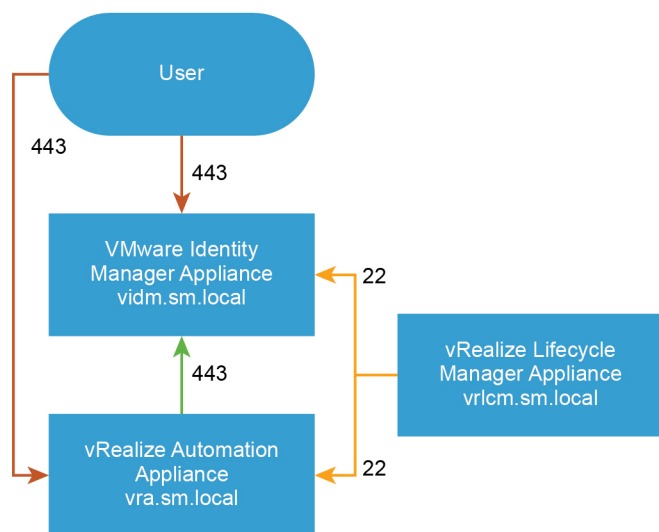 User
443
443
VMware Identity
Manager Appliance
vidm.sm.local
22
vRealize Lifecycle
Manager Appliance
vrlcm.sm.local
443
vRealize Automation
Appliance
vra.sm.local
22